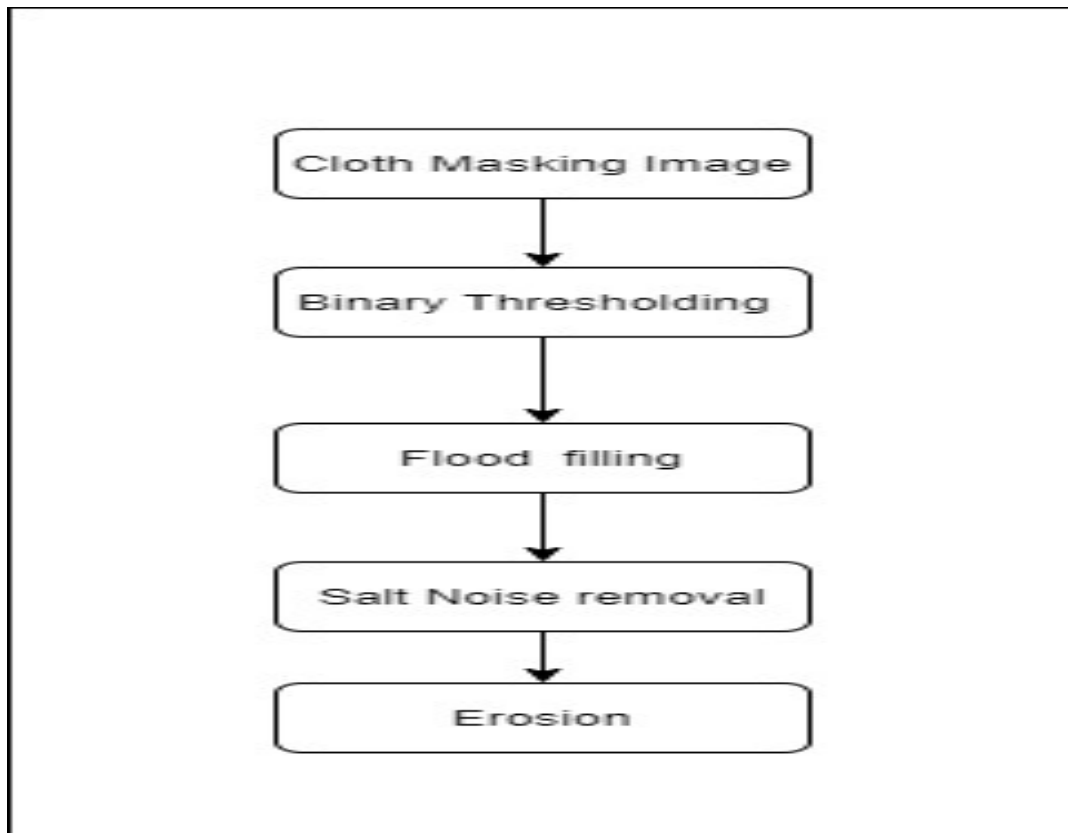 Cloth Masking Image
Binary Thresholding
Flood filling
Salt Noise removal
Erosion